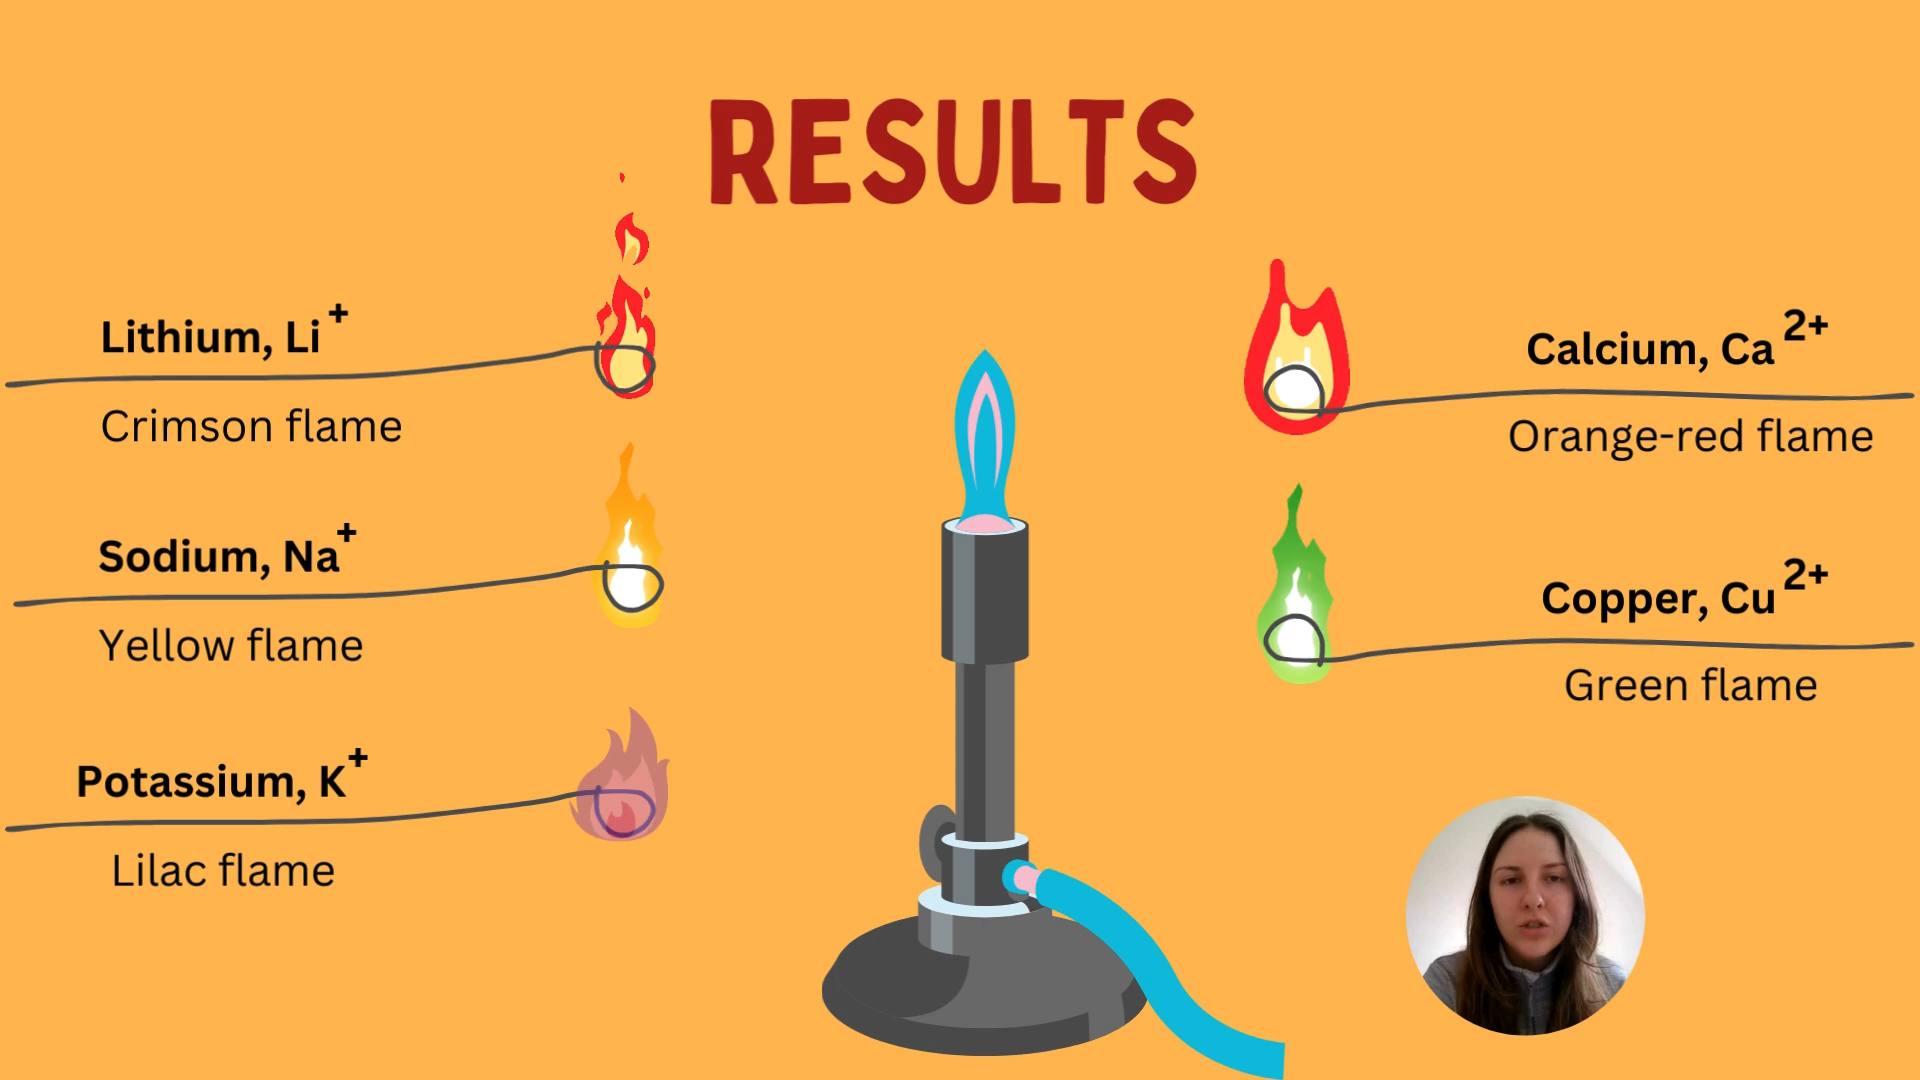 RESULTS
Lithium, Li⁺
Crimson flame
Sodium, Na⁺
Yellow flame
Potassium, K⁺
Lilac flame
Calcium, Ca²⁺
Orange-red flame
Copper, Cu²⁺
Green flame